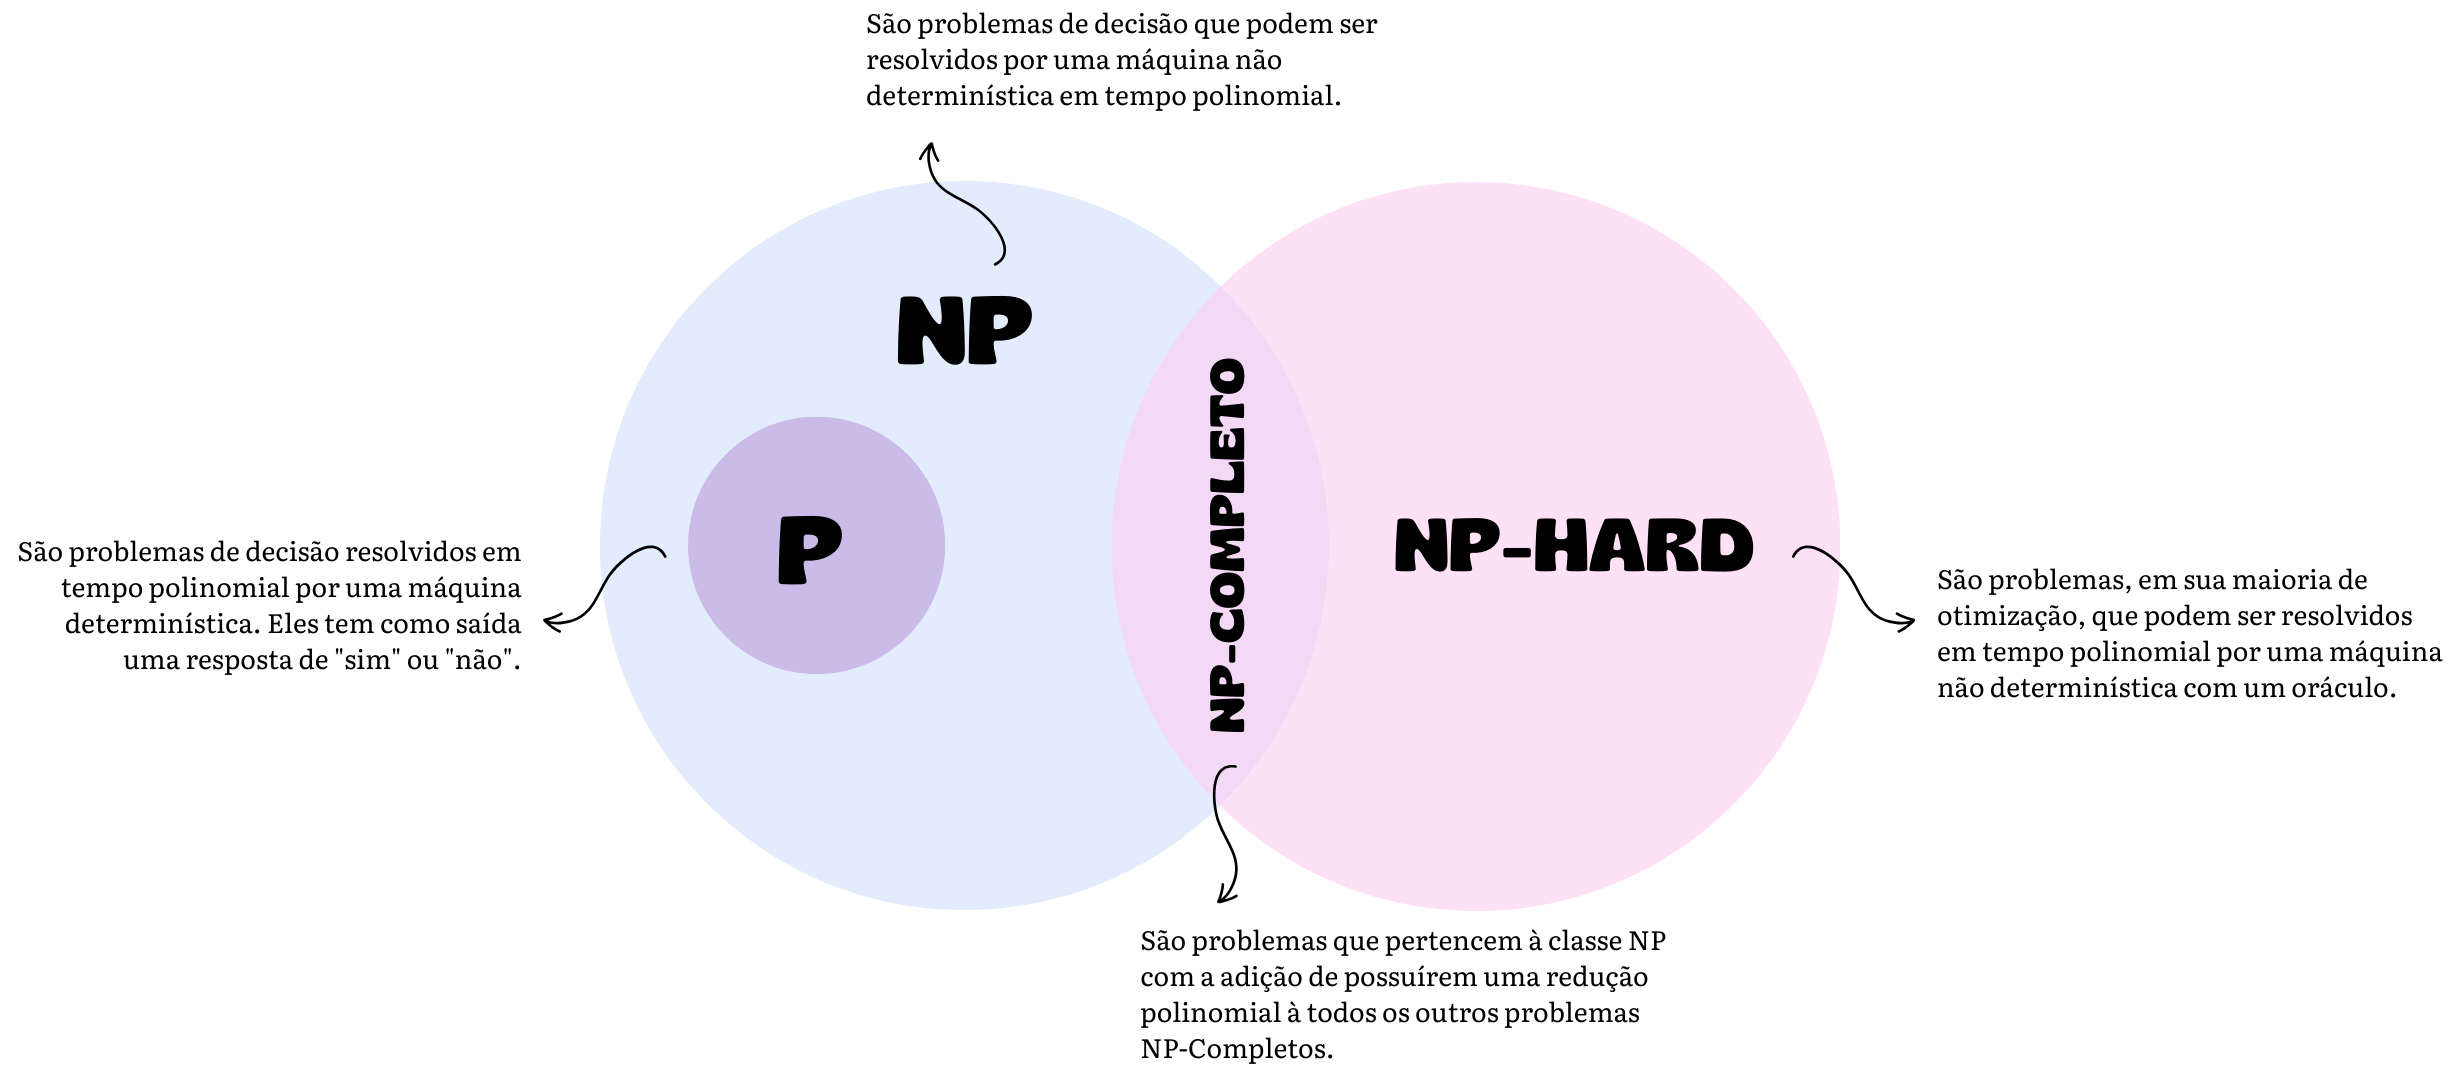 São problemas de decisão que podem ser
resolvidos por uma máquina não
determinística em tempo polinomial.
NP
P
São problemas de decisão resolvidos em
tempo polinomial por uma máquina
determinística. Eles tem como saída
uma resposta de "sim" ou "não".
NP-COMPLETO
NP-HARD
São problemas, em sua maioria de
otimização, que podem ser resolvidos
em tempo polinomial por uma máquina
não determinística com um oráculo.
São problemas que pertencem à classe NP
com a adição de possuírem uma redução
polinomial à todos os outros problemas
NP-Completos.